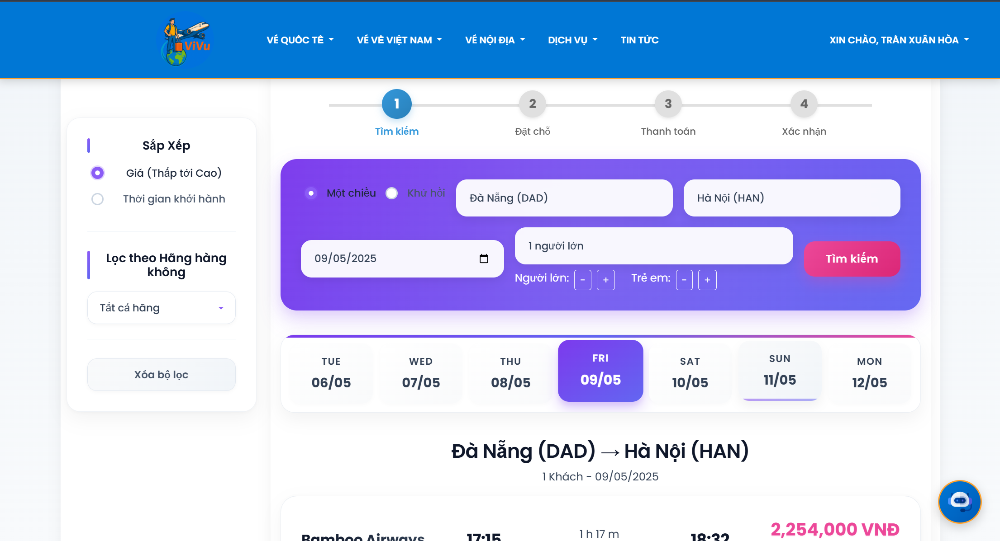 ViVu
VÉ QUỐC TẾ
VÉ VỀ VIỆT NAM
VÉ NỘI ĐỊA
DỊCH VỤ
TIN TỨC
XIN CHÀO, TRẦN XUÂN HÒA
1
2
3
4
Tìm kiếm
Đặt chỗ
Thanh toán
Xác nhận
Sắp Xếp
Giá (Thấp tới Cao)
Thời gian khởi hành
Lọc theo Hãng hàng
không
Tất cả hãng
Xóa bộ lọc
Một chiều
Khứ hồi
Đà Nẵng (DAD)
Hà Nội (HAN)
09/05/2025
1 người lớn
Người lớn: - +
Trẻ em: - +
Tìm kiếm
TUE
06/05
WED
07/05
THU
08/05
FRI
09/05
SAT
10/05
SUN
11/05
MON
12/05
Đà Nẵng (DAD) → Hà Nội (HAN)
1 Khách - 09/05/2025
Bamboo Airways
17:15
1 h 17 m
18:32
2,254,000 VNĐ